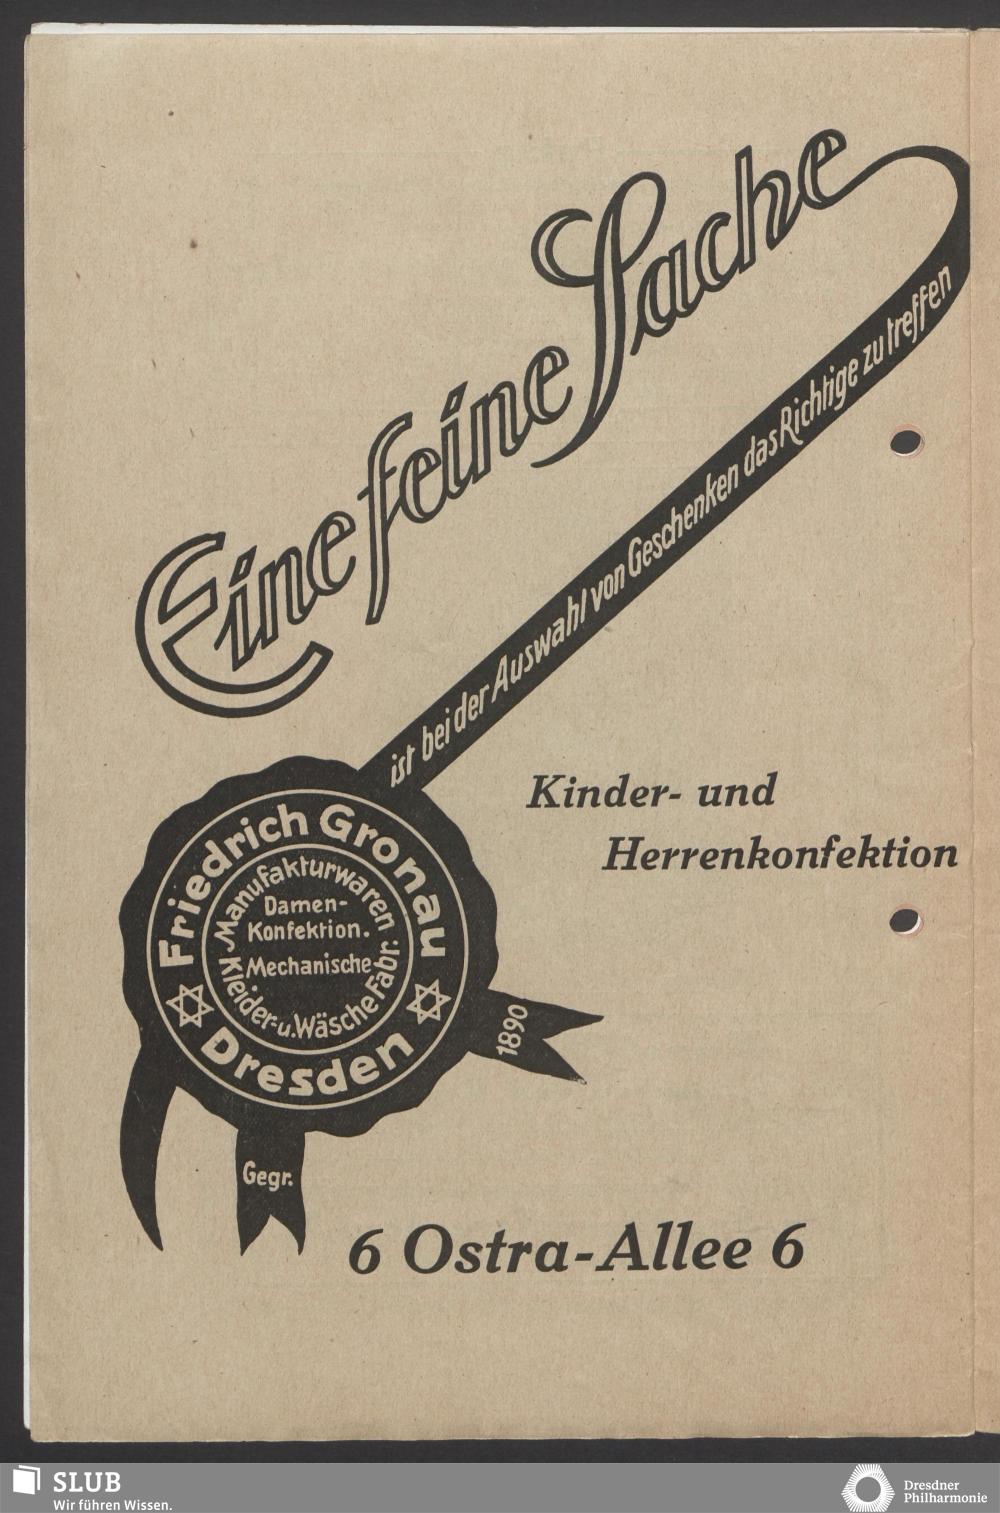 Eine feine Sache
ist bei der Auswahl von Geschenken das Richtige zu treffen
Kinder- und
Herrenkonfektion
Friedrich Gronau
Manufakturwaren
Damen-
Konfektion.
Mechanische
Kleider- u. Wäsche Fabr.
Dresden
1890
Gegr.
6 Ostra-Allee 6
SLUB
Wir führen Wissen.
Dresdner
Philharmonie